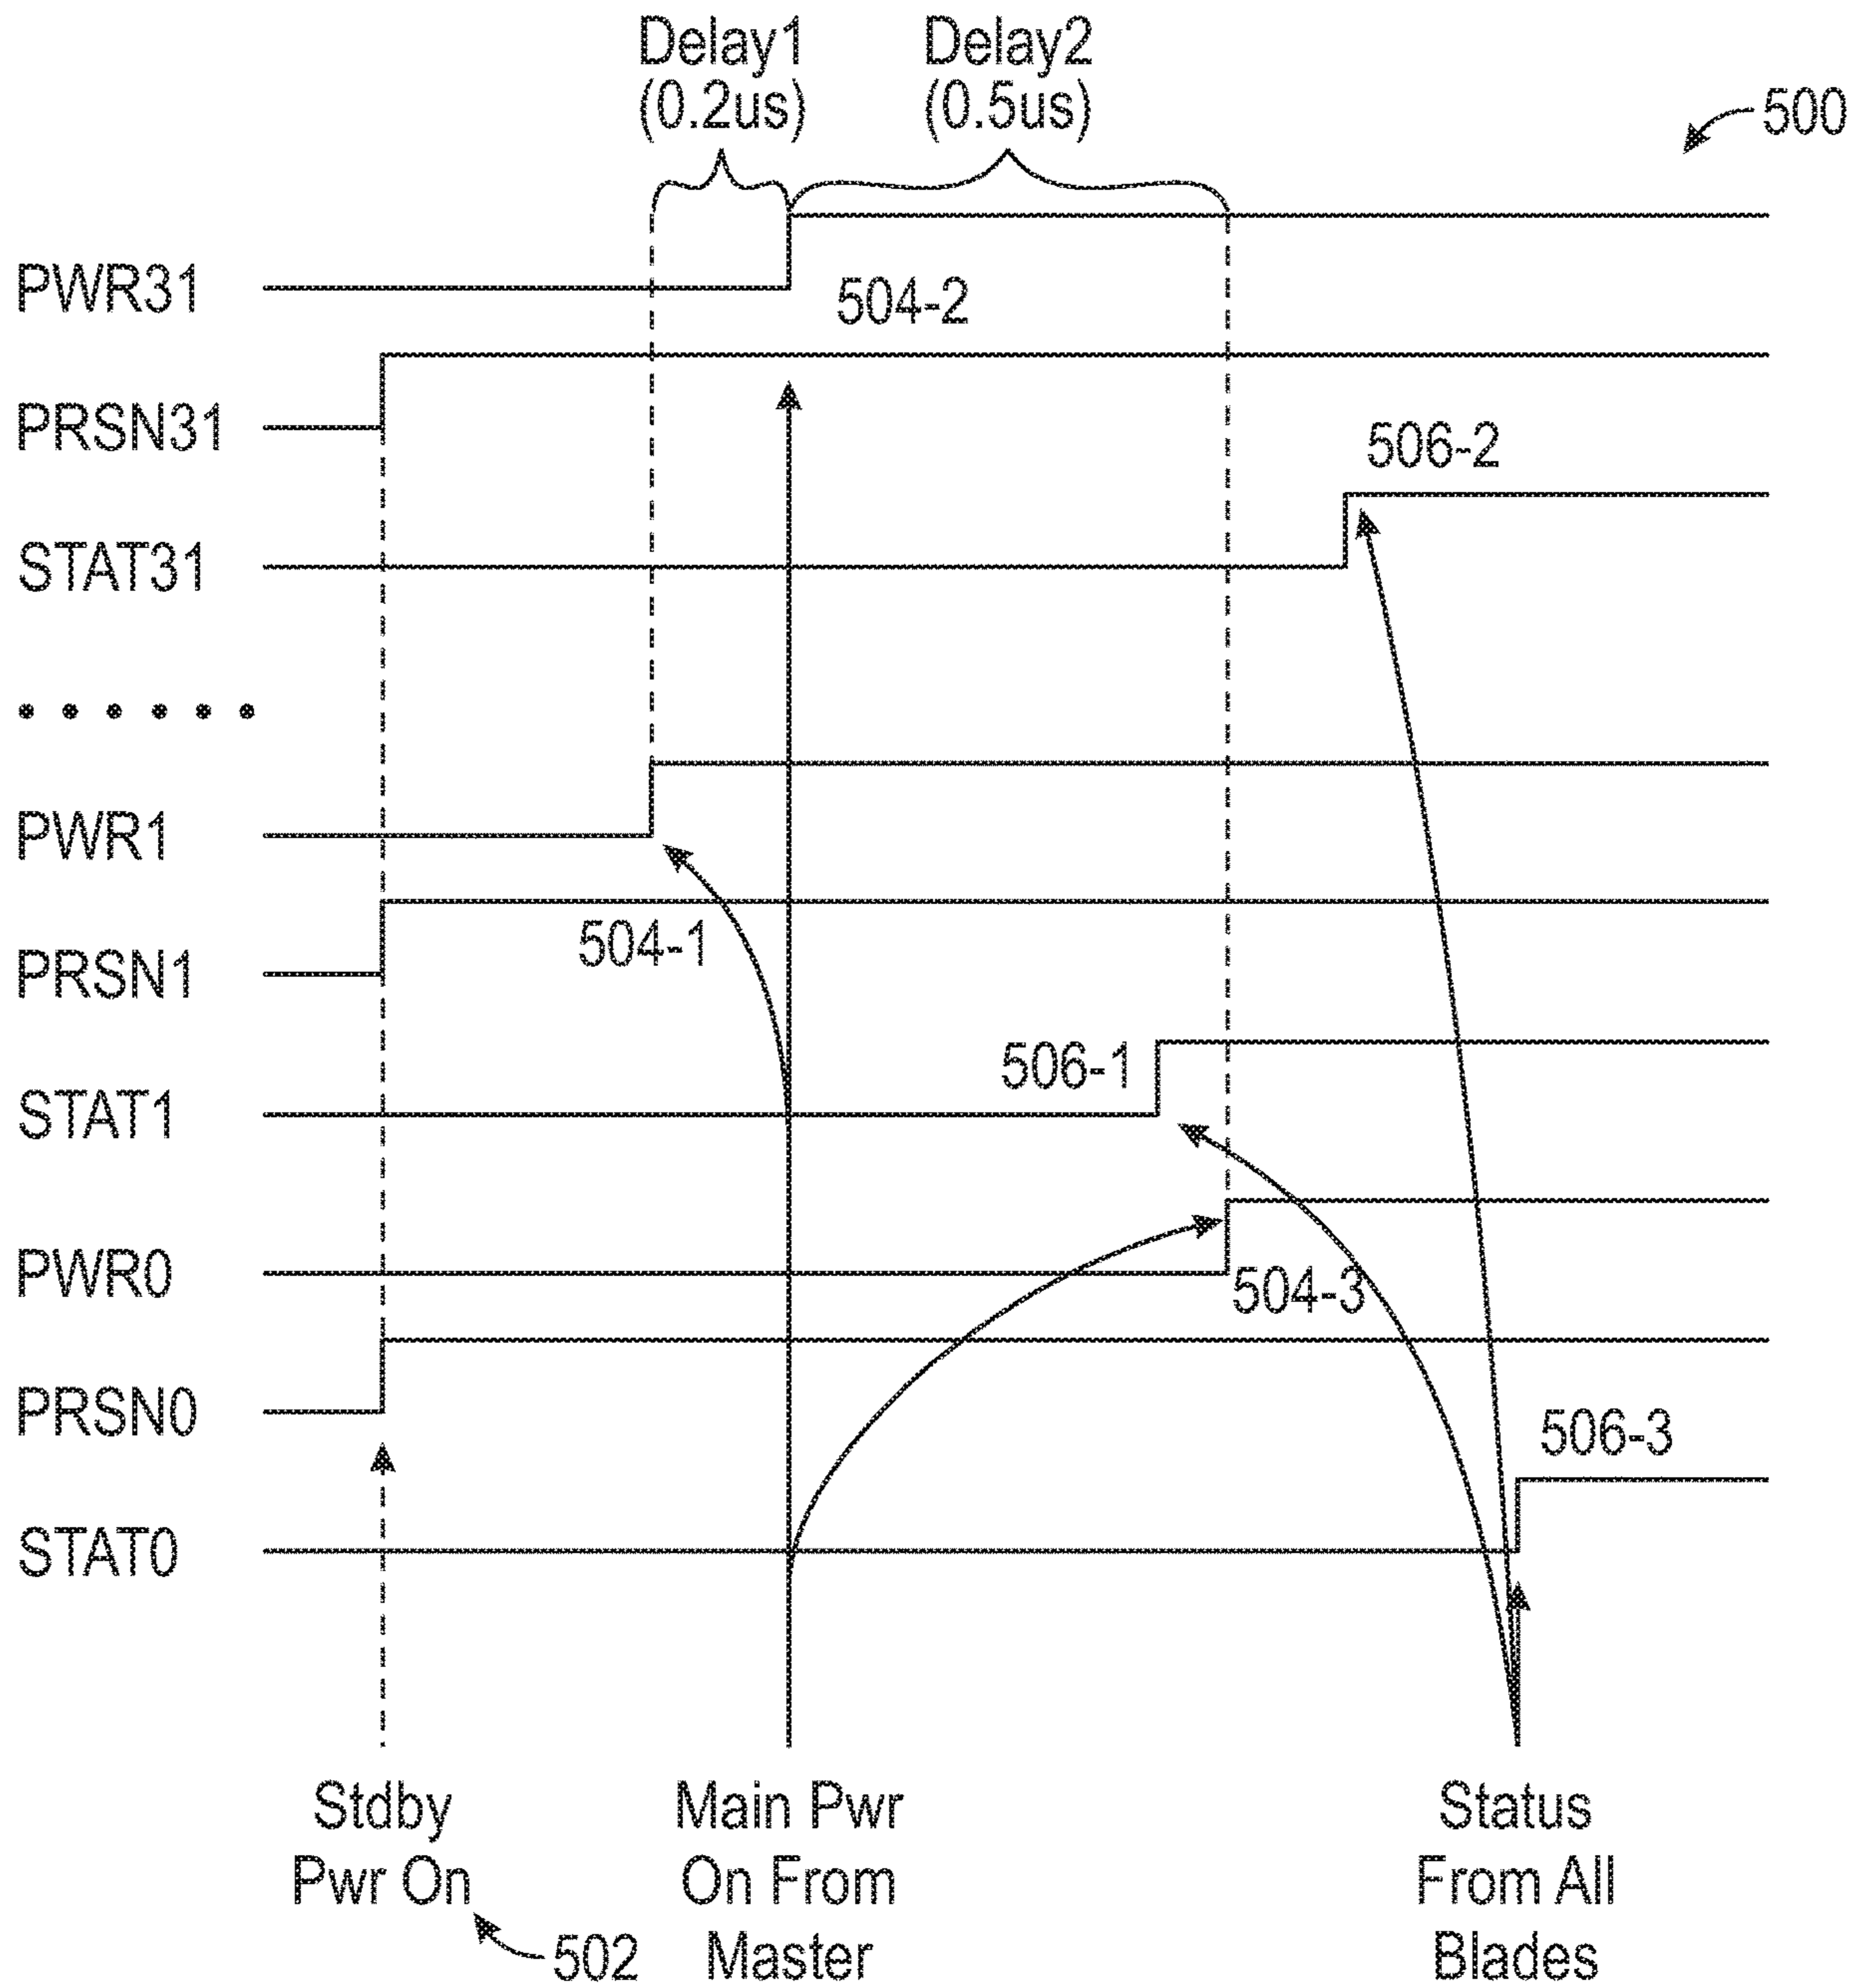 Delay1 Delay2
(0.2us) (0.5us)
500
PWR31
504-2
PRSN31
506-2
STAT31
PWR1
504-1
PRSN1
506-1
STAT1
PWR0
504-3
PRSN0
506-3
STAT0
Stdby Main Pwr Status
Pwr On On From From All
502 Master Blades